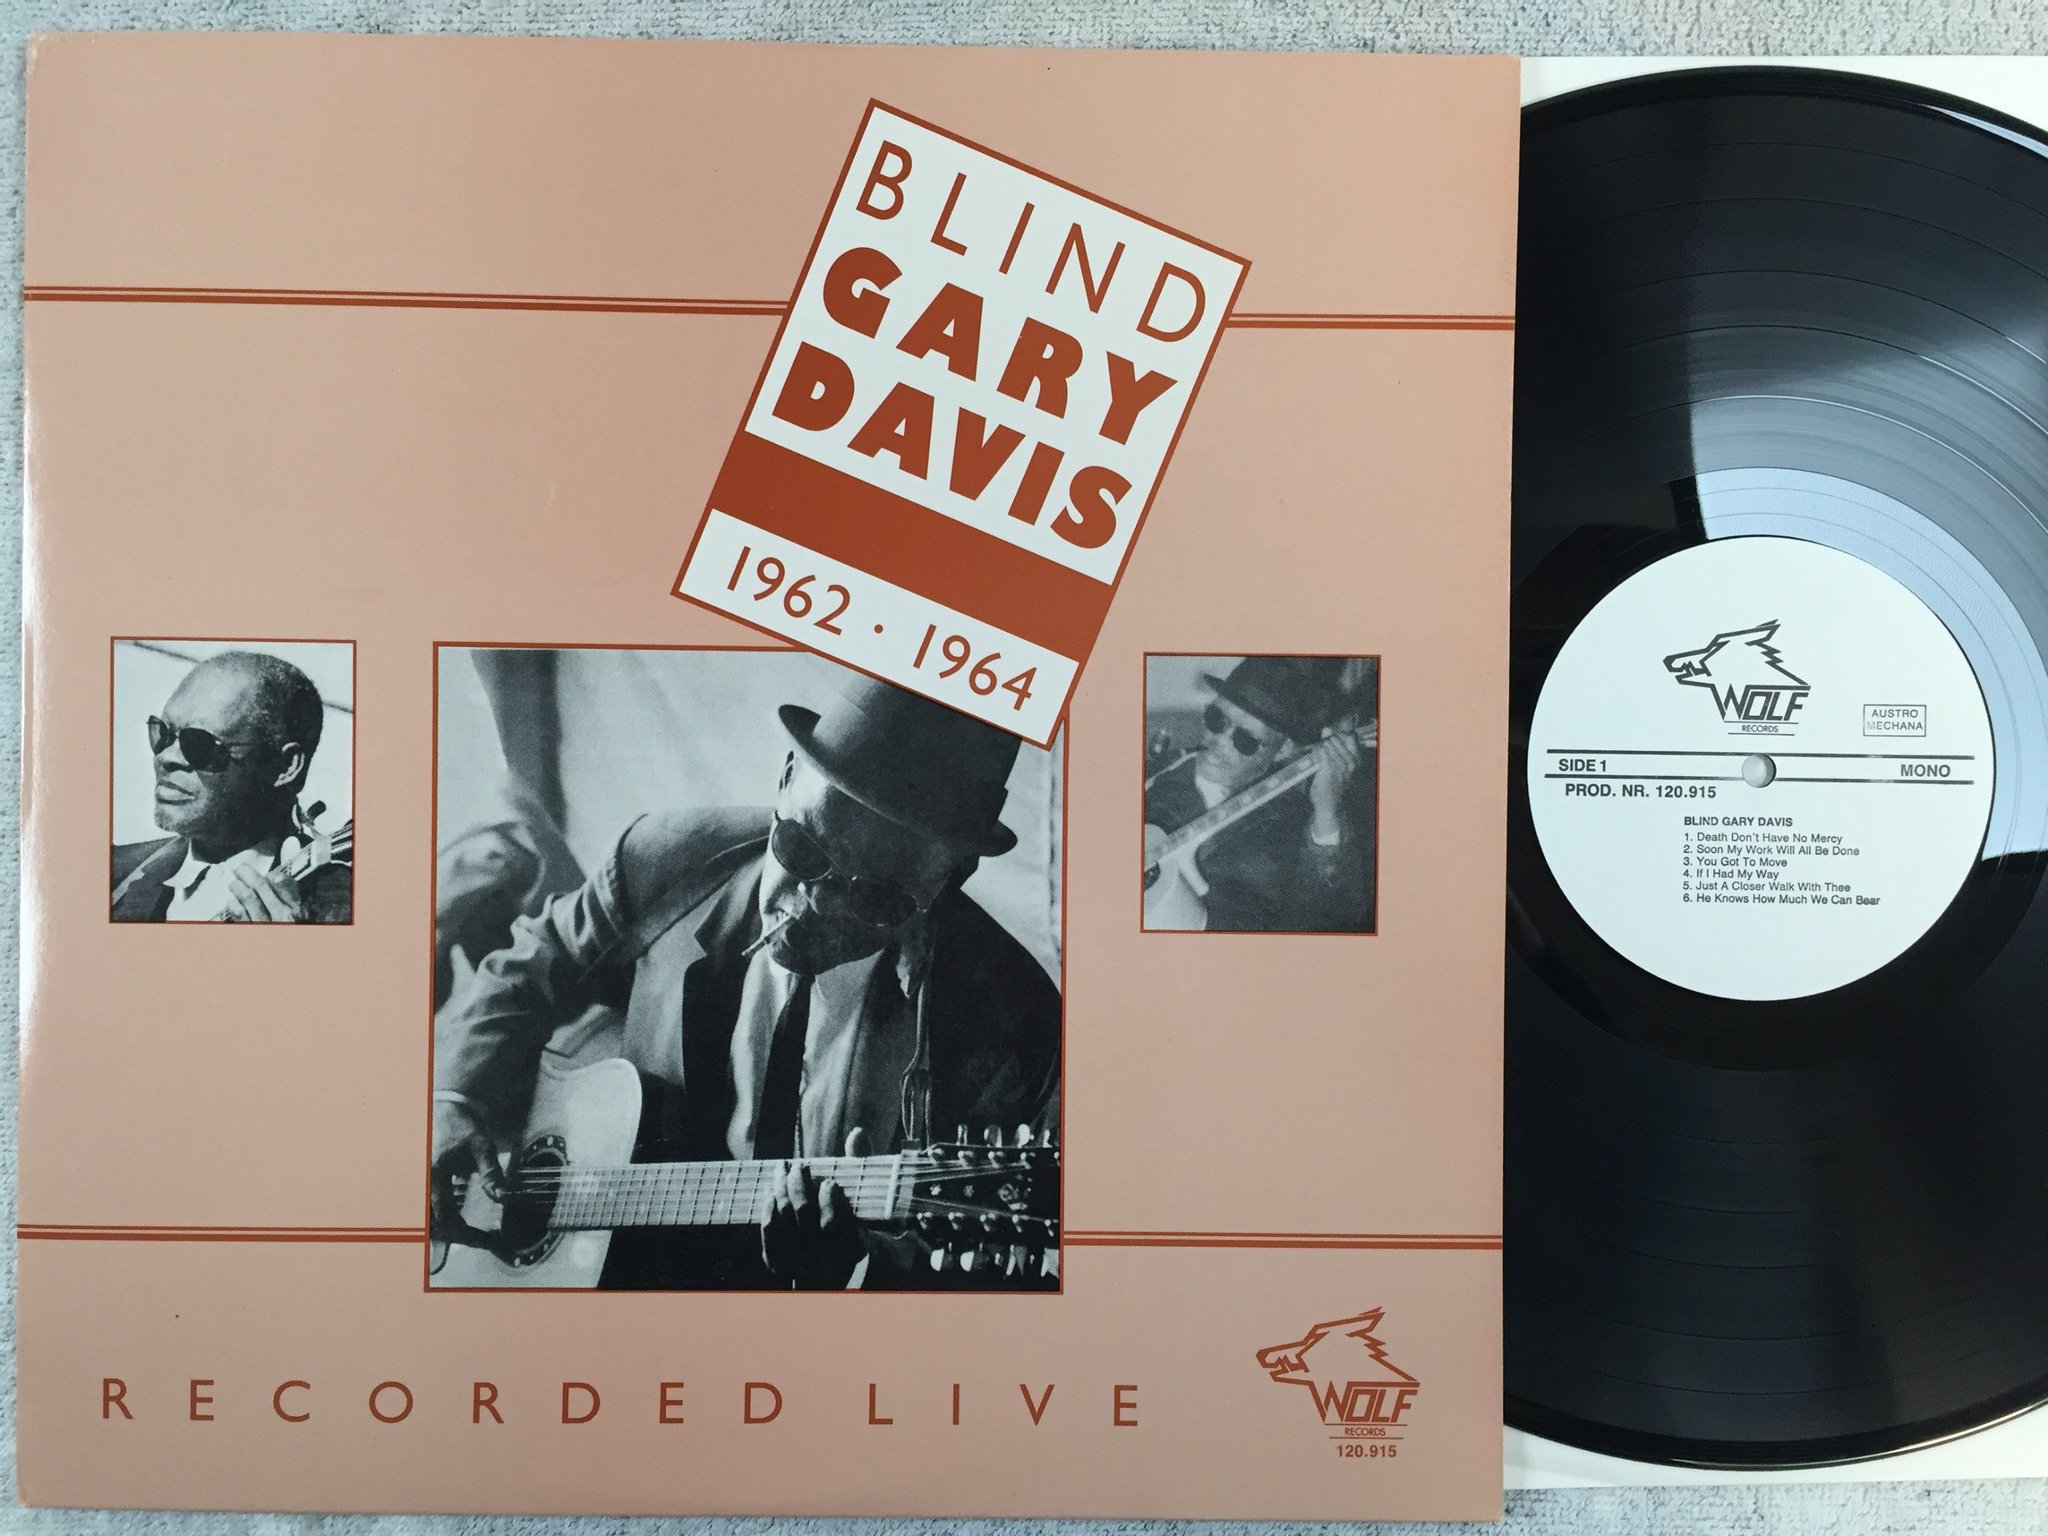 BLIND
GARY
DAVIS
1962 · 1964
RECORDED LIVE
WOLF
RECORDS
120.915
WOLF
RECORDS
AUSTRO
MECHANA
SIDE 1
MONO
PROD. NR. 120.915
BLIND GARY DAVIS
1. Death Don't Have No Mercy
2. Soon My Work Will All Be Done
3. You Got To Move
4. If I Had My Way
5. Just A Closer Walk With Thee
6. He Knows How Much We Can Bear